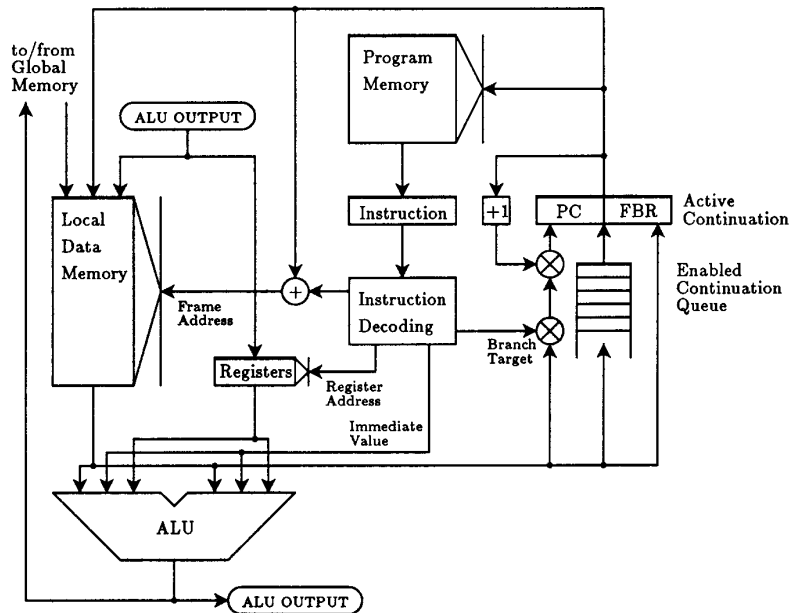 to/from
Global
Memory
Program
Memory
ALU OUTPUT
Local
Data
Memory
Instruction
+1
PC
FBR
Active
Continuation
Enabled
Continuation
Queue
+
Frame
Address
Instruction
Decoding
Branch
Target
Registers
Register
Address
Immediate
Value
ALU
ALU OUTPUT